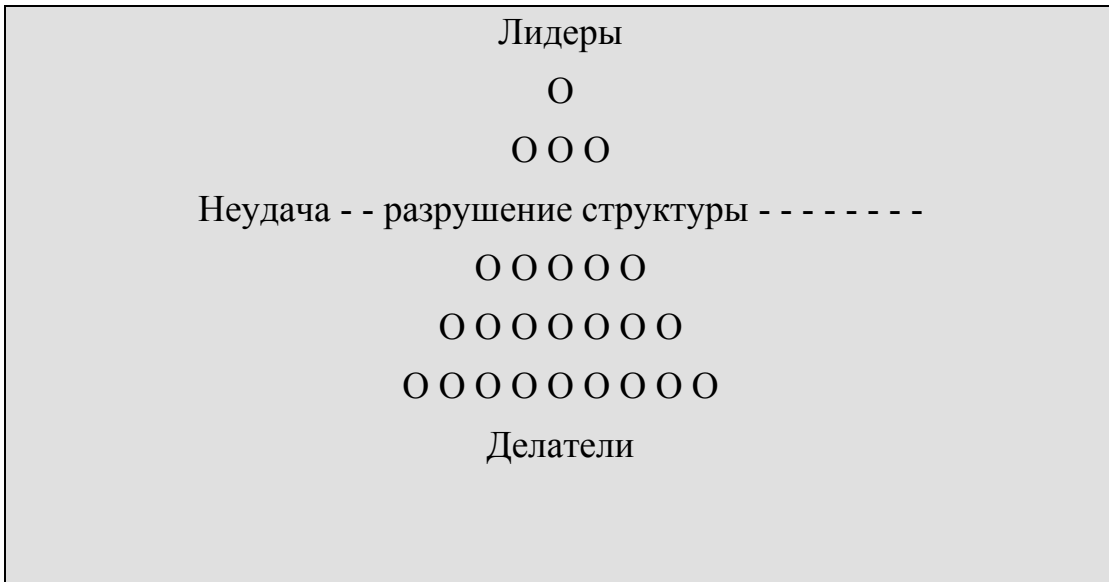 Лидеры
О
О О О
Неудача - - разрушение структуры - - - - - - - -
О О О О О
О О О О О О О
О О О О О О О О О
Делатели